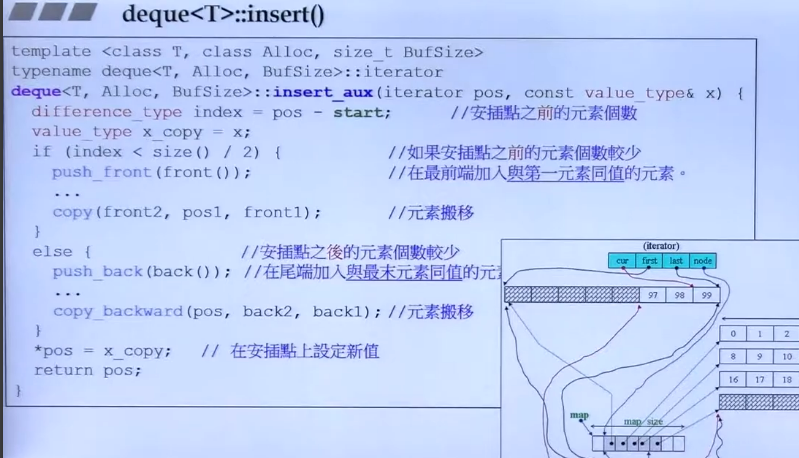 deque<T>::insert()
template <class T, class Alloc, size_t BufSize>
typename deque<T, Alloc, BufSize>::iterator
deque<T, Alloc, BufSize>::insert_aux(iterator pos, const value_type& x) {
difference_type index = pos - start; //安插點之前的元素個數
value_type x_copy = x;
if (index < size() / 2) { //如果安插點之前的元素個數較少
push_front(front()); //在最前端加入與第一元素同值的元素。
...
copy(front2, pos1, front1); //元素搬移
}
else { //安插點之後的元素個數較少
push_back(back()); //在尾端加入與最末元素同值的元
...
copy_backward(pos, back2, back1); //元素搬移
}
*pos = x_copy; // 在安插點上設定新值
return pos;
}
(iterator)
cur first last node
97 98 99
0 1 2
8 9 10
16 17 18
map
map size